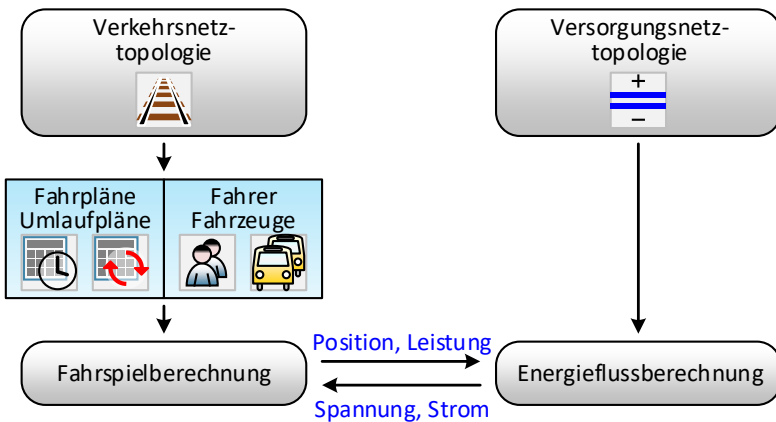 Verkehrsnetz-
topologie
Versorgungsnetz-
topologie
+
–
Fahrpläne
Umlaufpläne
Fahrer
Fahrzeuge
Position, Leistung
Fahrspielberechnung
Energieflussberechnung
Spannung, Strom